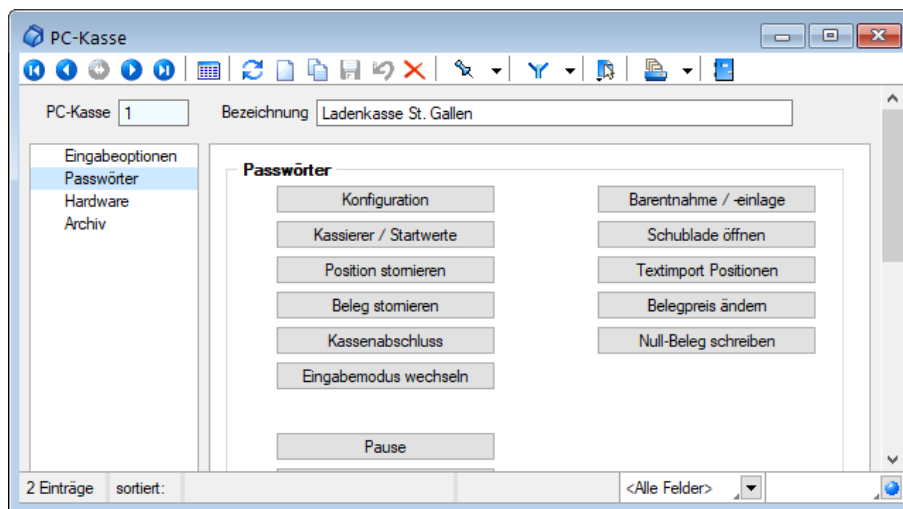 PC-Kasse
PC-Kasse 1 Bezeichnung Ladenkasse St. Gallen
Eingabeoptionen
Passwörter
Hardware
Archiv
Passwörter
Konfiguration Barentnahme / -einlage
Kassierer / Startwerte Schublade öffnen
Position stornieren Textimport Positionen
Beleg stornieren Belegpreis ändern
Kassenabschluss Null-Beleg schreiben
Eingabemodus wechseln
Pause
2 Einträge sortiert: <Alle Felder>